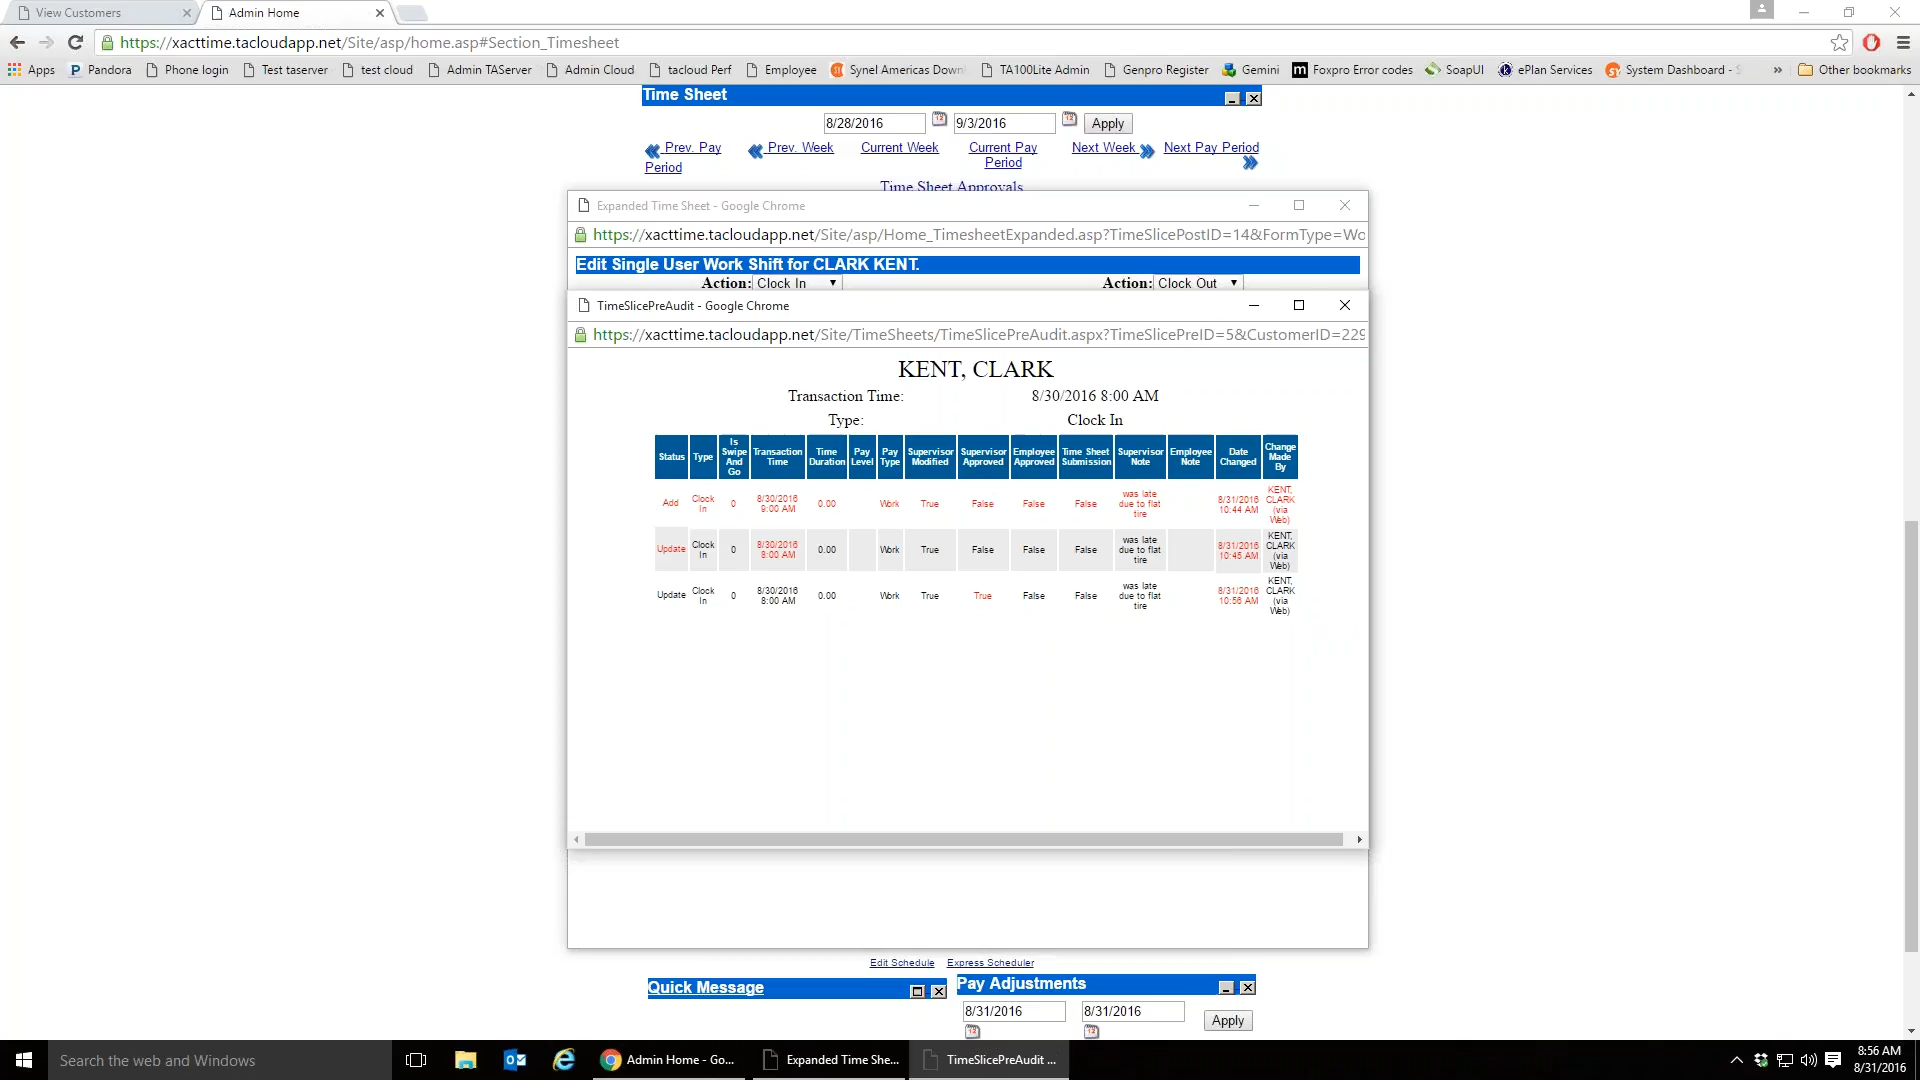 View Customers
Admin Home
https://xacttime.tacloudapp.net/Site/asp/home.asp#Section_Timesheet
Apps Pandora Phone login Test taserver test cloud Admin TAServer Admin Cloud tacloud Perf Employee Synel Americas Down TA100Lite Admin Genpro Register Gemini Foxpro Error codes SoapUI ePlan Services System Dashboard - S » Other bookmarks
Time Sheet
8/28/2016 9/3/2016 Apply
Prev. Pay Period Prev. Week Current Week Current Pay Period Next Week Next Pay Period
Time Sheet Approvals
Expanded Time Sheet - Google Chrome
https://xacttime.tacloudapp.net/Site/asp/Home_TimesheetExpanded.asp?TimeSlicePostID=14&FormType=Wo
Edit Single User Work Shift for CLARK KENT.
Action: Clock In Action: Clock Out
TimeSlicePreAudit - Google Chrome
https://xacttime.tacloudapp.net/Site/TimeSheets/TimeSlicePreAudit.aspx?TimeSlicePreID=5&CustomerID=229
KENT, CLARK
Transaction Time: 8/30/2016 8:00 AM
Type: Clock In
Status Type Is Swipe And Go Transaction Time Time Duration Pay Level Pay Type Supervisor Modified Supervisor Approved Employee Approved Time Sheet Submission Supervisor Note Employee Note Date Changed Change Made By
Add Clock In 0 8/30/2016 9:00 AM 0.00 Work True False False False was late due to flat tire 8/31/2016 10:44 AM KENT, CLARK (via Web)
Update Clock In 0 8/30/2016 8:00 AM 0.00 Work True False False False was late due to flat tire 8/31/2016 10:45 AM KENT, CLARK (via Web)
Update Clock In 0 8/30/2016 8:00 AM 0.00 Work True True False False was late due to flat tire 8/31/2016 10:56 AM KENT, CLARK (via Web)
Edit Schedule Express Scheduler
Quick Message
Pay Adjustments
8/31/2016 8/31/2016 Apply
Search the web and Windows
Admin Home - Go...
Expanded Time She...
TimeSlicePreAudit ...
8:56 AM
8/31/2016